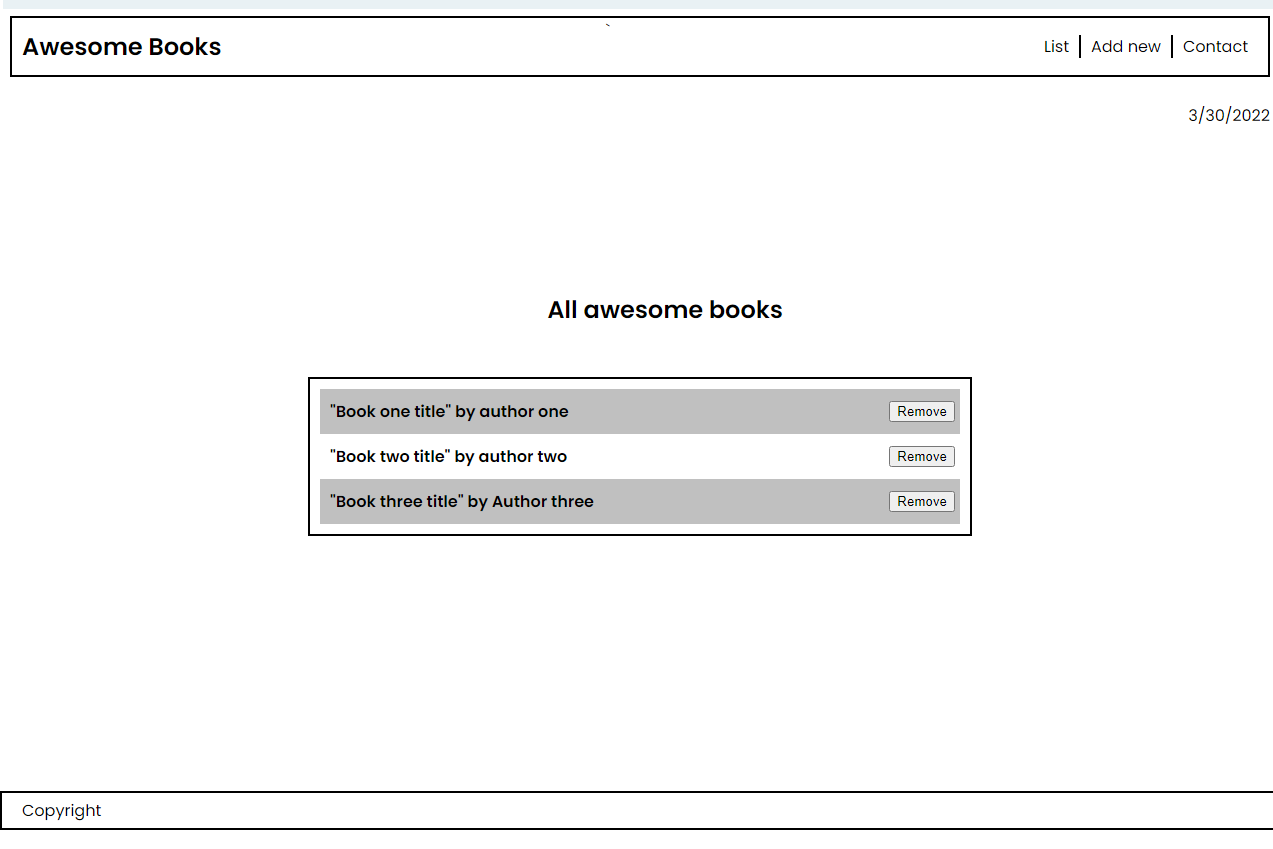 Awesome Books
`
List
Add new
Contact
3/30/2022
All awesome books
"Book one title" by author one
Remove
"Book two title" by author two
Remove
"Book three title" by Author three
Remove
Copyright